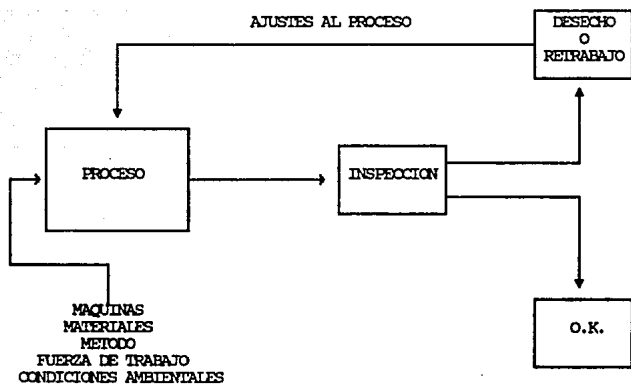 AJUSTES AL PROCESO
DESECHO
O
RETRABAJO
PROCESO
INSPECCION
O.K.
MAQUINAS
MATERIALES
METODO
FUERZA DE TRABAJO
CONDICIONES AMBIENTALES